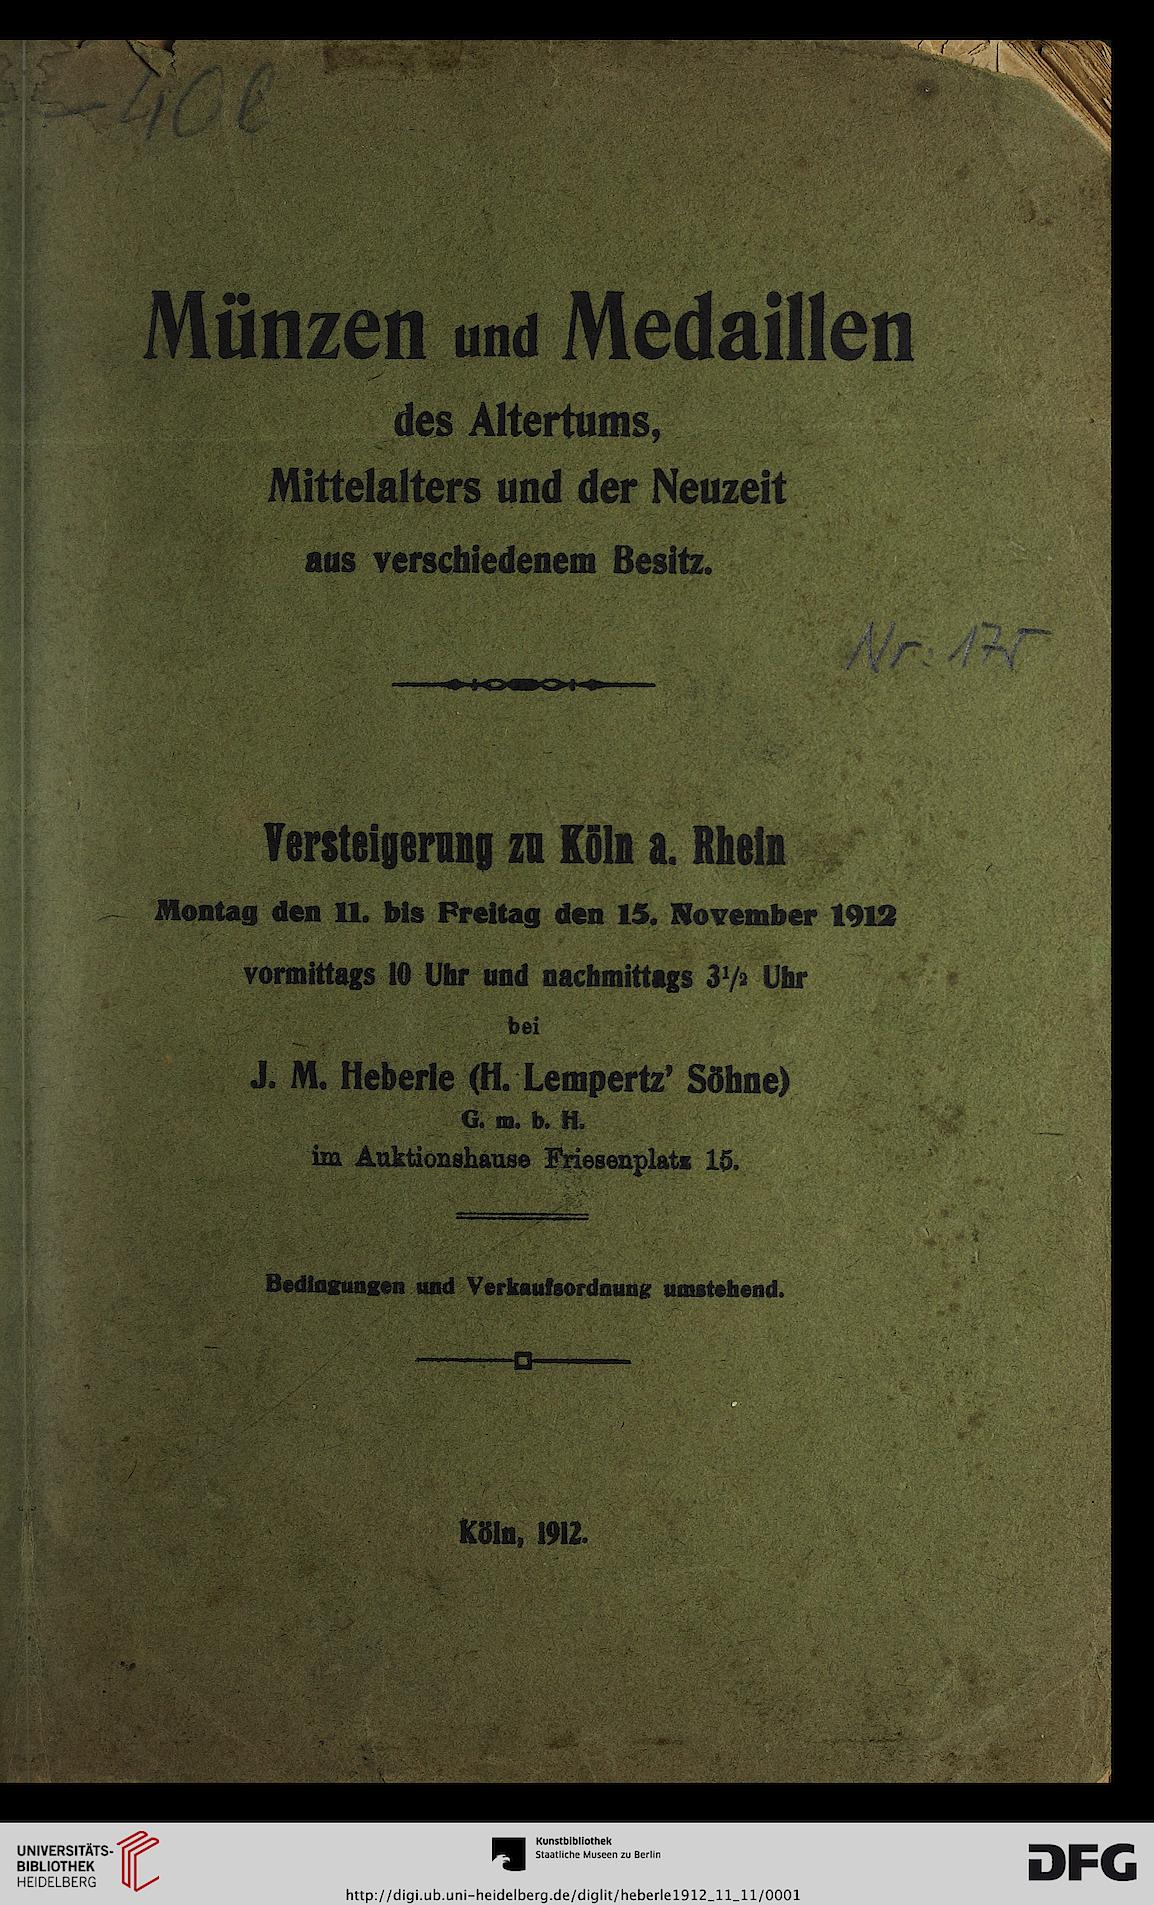 40 l
Münzen und Medaillen
des Altertums,
Mittelalters und der Neuzeit
aus verschiedenem Besitz.
Nr: 175
Versteigerung zu Köln a. Rhein
Montag den 11. bis Freitag den 15. November 1912
vormittags 10 Uhr und nachmittags 3¹/₂ Uhr
bei
J. M. Heberle (H. Lempertz' Söhne)
G. m. b. H.
im Auktionshause Friesenplatz 15.
Bedingungen und Verkaufsordnung umstehend.
Köln, 1912.
UNIVERSITÄTS-
BIBLIOTHEK
HEIDELBERG
Kunstbibliothek
Staatliche Museen zu Berlin
http://digi.ub.uni-heidelberg.de/diglit/heberle1912_11_11/0001
DFG